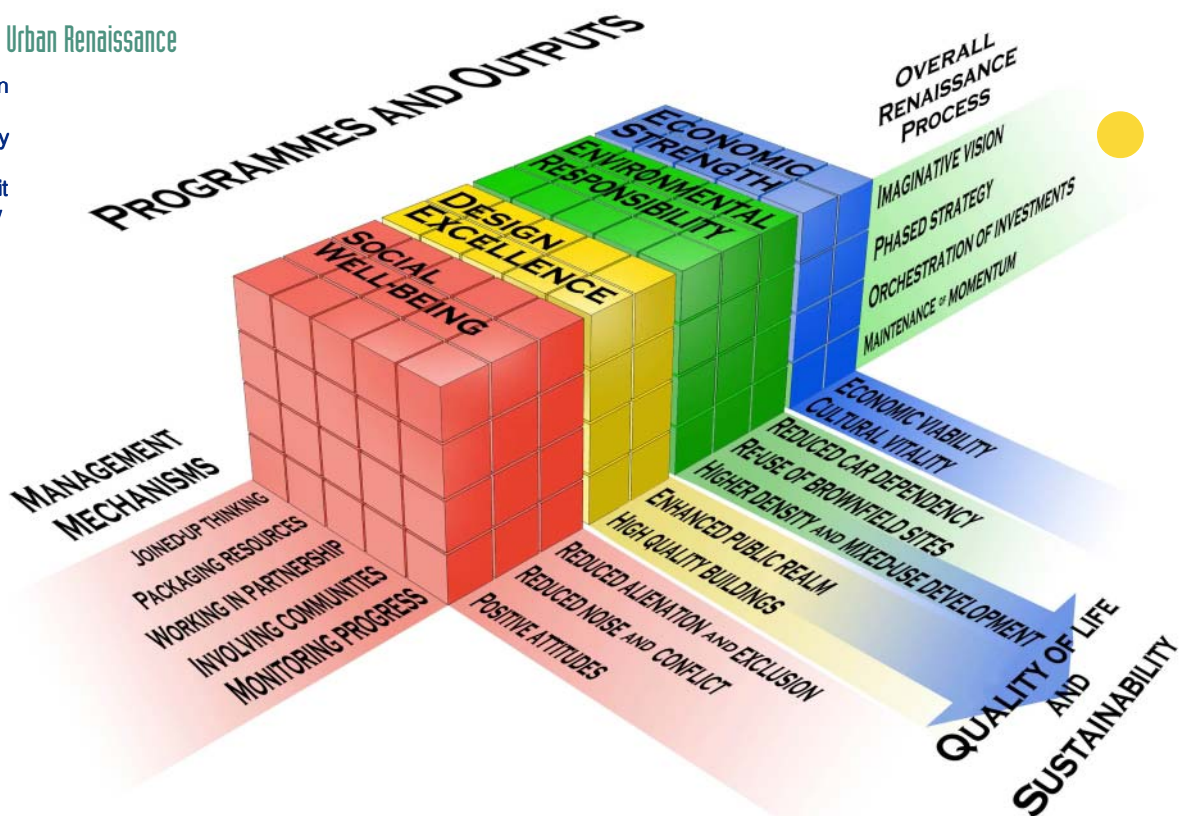 Urban Renaissance
n
y
it
y
PROGRAMMES AND OUTPUTS
OVERALL
RENAISSANCE
PROCESS
IMAGINATIVE VISION
PHASED STRATEGY
ORCHESTRATION OF INVESTMENTS
MAINTENANCE OF MOMENTUM
ECONOMIC
STRENGTH
ENVIRONMENTAL
RESPONSIBILITY
DESIGN
EXCELLENCE
SOCIAL
WELL-BEING
MANAGEMENT
MECHANISMS
JOINED-UP THINKING
PACKAGING RESOURCES
WORKING IN PARTNERSHIP
INVOLVING COMMUNITIES
MONITORING PROGRESS
ECONOMIC VIABILITY
CULTURAL VITALITY
REDUCED CAR DEPENDENCY
RE-USE OF BROWNFIELD SITES
HIGHER DENSITY AND MIXED-USE DEVELOPMENT
ENHANCED PUBLIC REALM
HIGH QUALITY BUILDINGS
REDUCED ALIENATION AND EXCLUSION
REDUCED NOISE AND CONFLICT
POSITIVE ATTITUDES
QUALITY OF LIFE
AND
SUSTAINABILITY